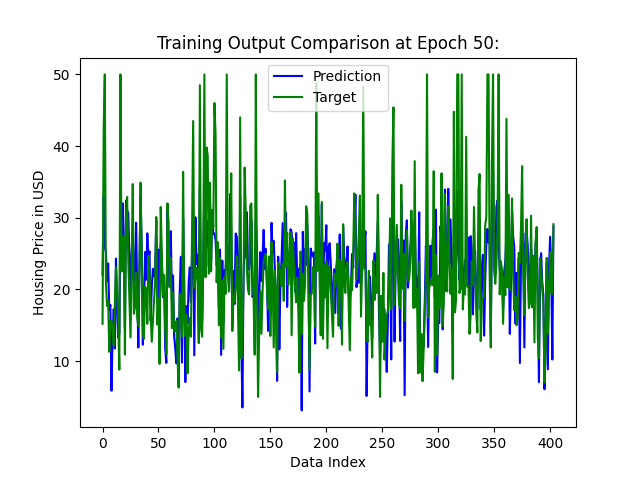 Training Output Comparison at Epoch 50:
Prediction
Target
Housing Price in USD
50
40
30
20
10
0 50 100 150 200 250 300 350 400
Data Index